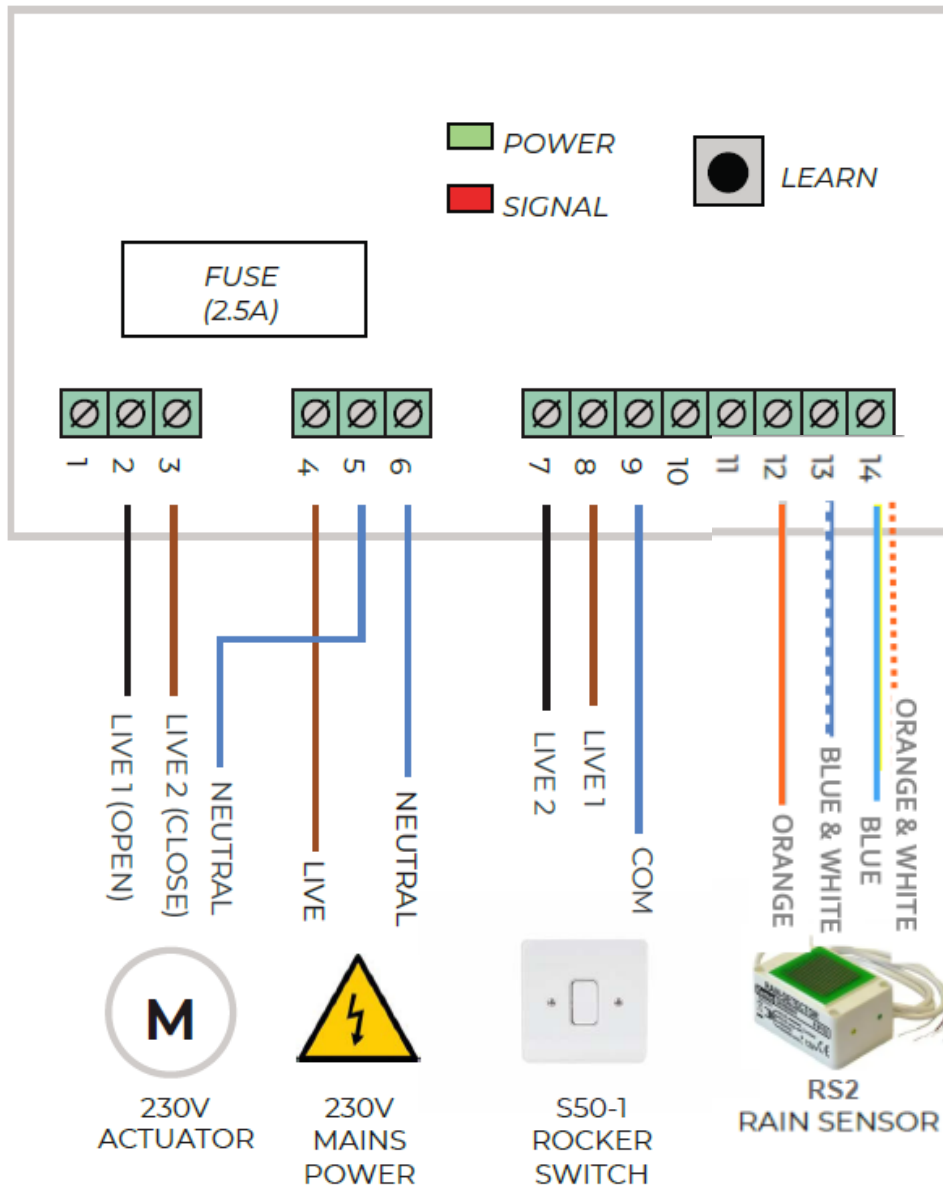 POWER
SIGNAL
LEARN
FUSE
(2.5A)
1
2
3
4
5
6
7
8
9
10
11
12
13
14
LIVE 1 (OPEN)
LIVE 2 (CLOSE)
NEUTRAL
LIVE
NEUTRAL
LIVE 2
LIVE 1
COM
ORANGE
BLUE & WHITE
BLUE
ORANGE & WHITE
M
230V
ACTUATOR
230V
MAINS
POWER
S50-1
ROCKER
SWITCH
RAIN DETECTOR
RS2
RAIN SENSOR